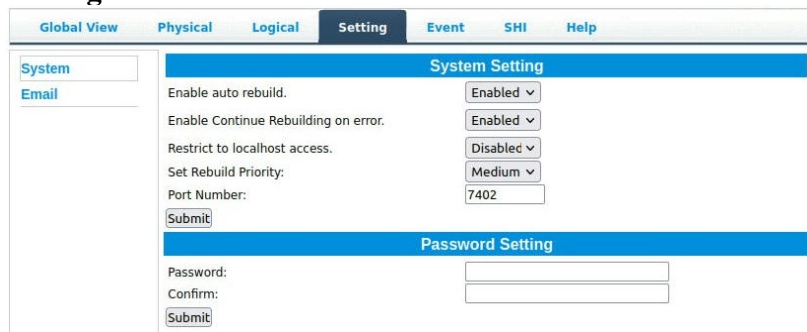 Global View Physical Logical Setting Event SHI Help
System
Email
System Setting
Enable auto rebuild. Enabled
Enable Continue Rebuilding on error. Enabled
Restrict to localhost access. Disabled
Set Rebuild Priority: Medium
Port Number: 7402
Submit
Password Setting
Password:
Confirm:
Submit